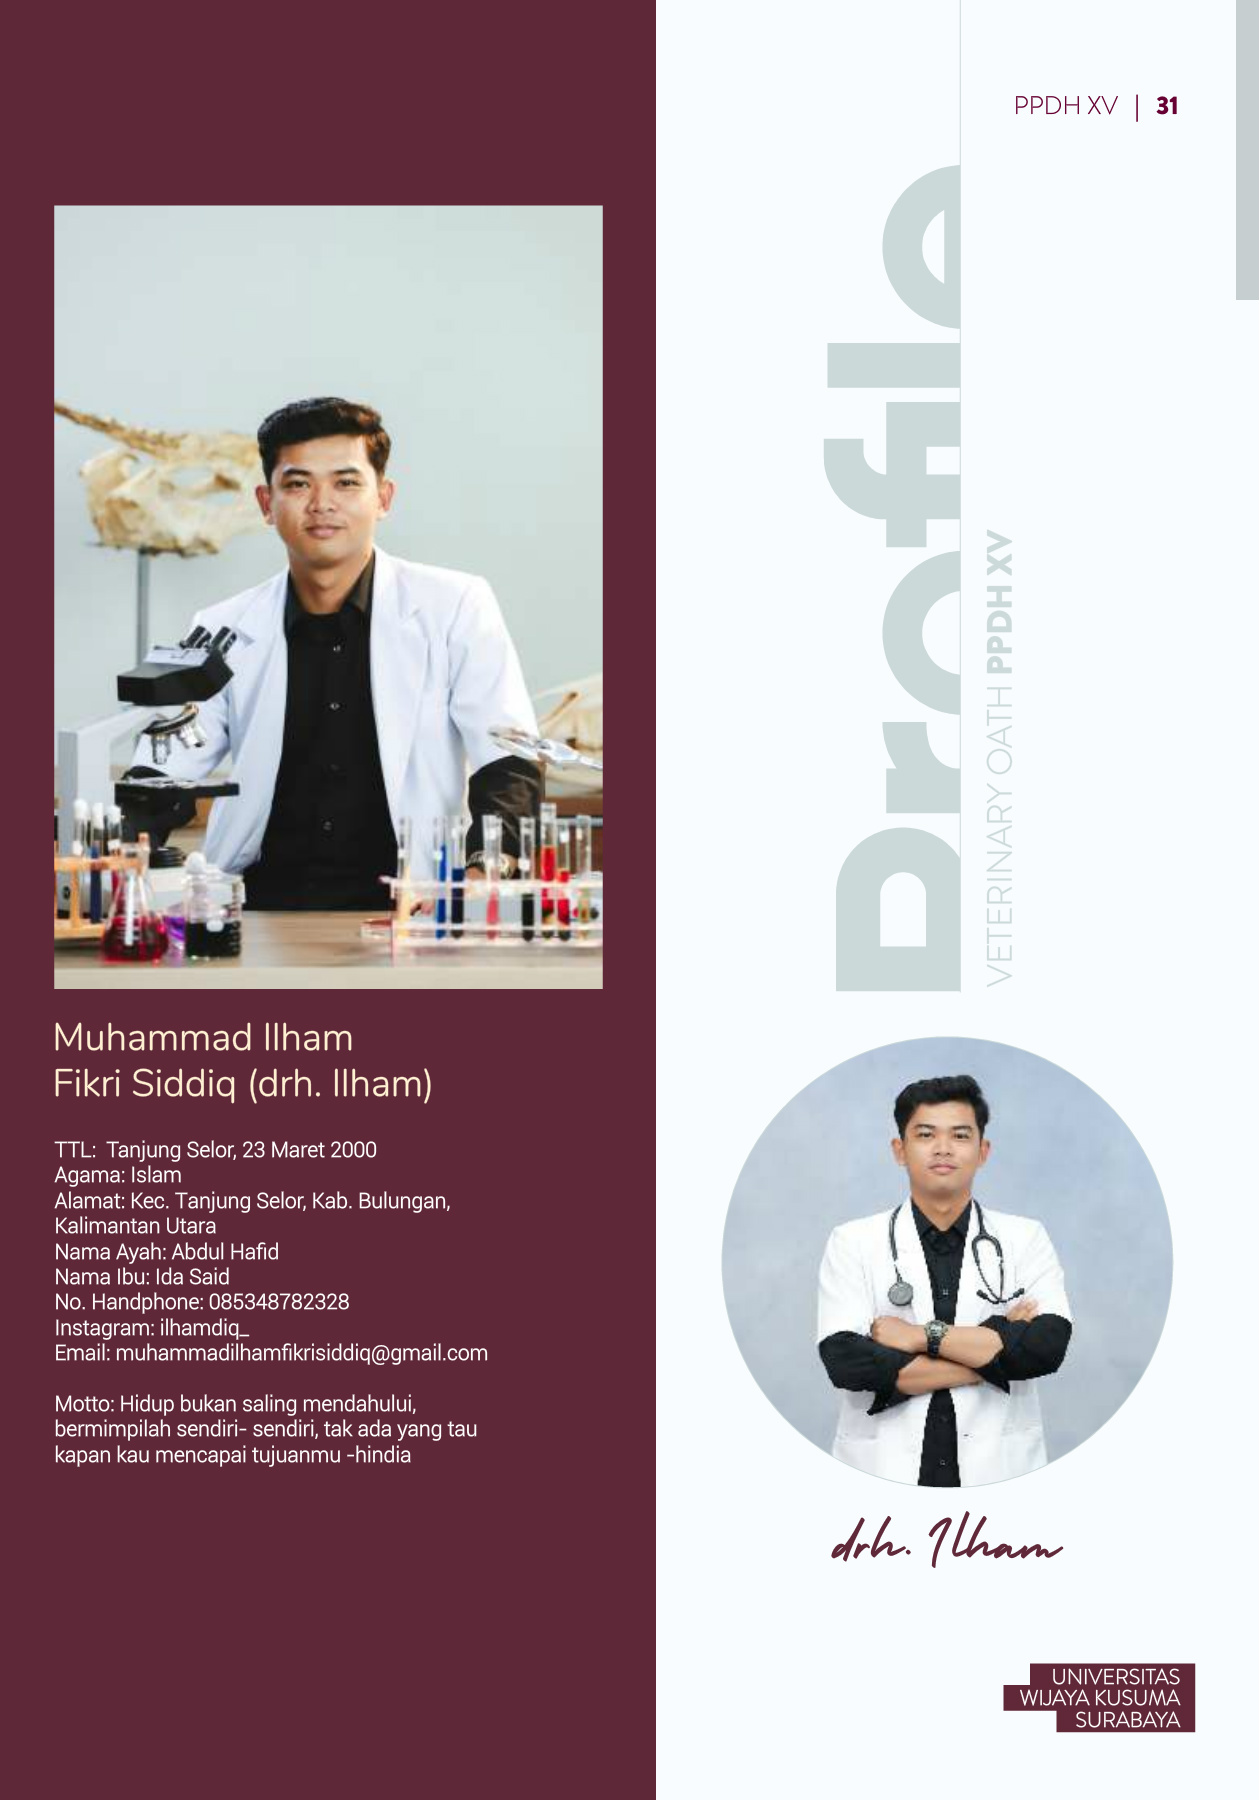 PPDH XV | 31
Profile
VETERINARY OATH PPDH XV
Muhammad Ilham
Fikri Siddiq (drh. Ilham)
TTL:  Tanjung Selor, 23 Maret 2000
Agama: Islam
Alamat: Kec. Tanjung Selor, Kab. Bulungan,
Kalimantan Utara
Nama Ayah: Abdul Hafid
Nama Ibu: Ida Said
No. Handphone: 085348782328
Instagram: ilhamdiq_
Email: muhammadilhamfikrisiddiq@gmail.com
Motto: Hidup bukan saling mendahului,
bermimpilah sendiri- sendiri, tak ada yang tau
kapan kau mencapai tujuanmu -hindia
drh. Ilham
UNIVERSITAS
WIJAYA KUSUMA
SURABAYA